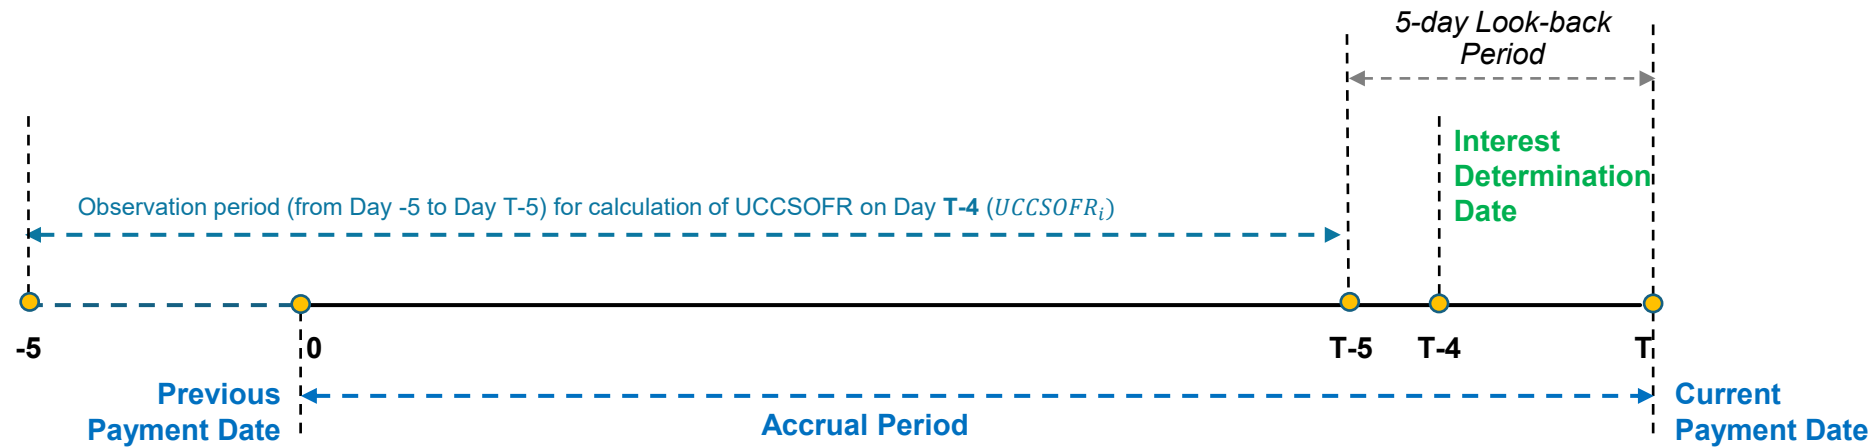 5-day Look-back
Period
Interest
Determination
Date
Observation period (from Day -5 to Day T-5) for calculation of UCCSOFR on Day T-4 (UCCSOFRᵢ)
-5
0
T-5
T-4
T
Previous
Payment Date
Accrual Period
Current
Payment Date